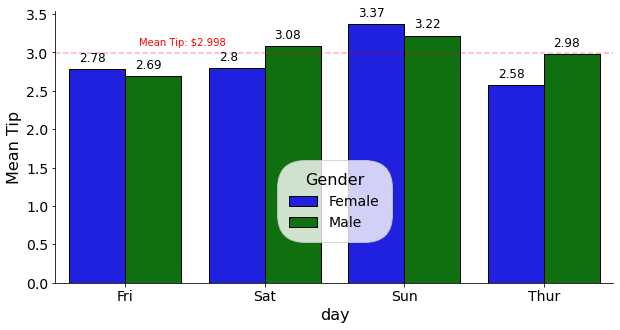 3.37
3.22
3.08
2.98
2.78
2.69
2.8
2.58
Mean Tip: $2.998
3.5
3.0
2.5
2.0
1.5
1.0
0.5
0.0
Mean Tip
Gender
Female
Male
Fri
Sat
Sun
Thur
day